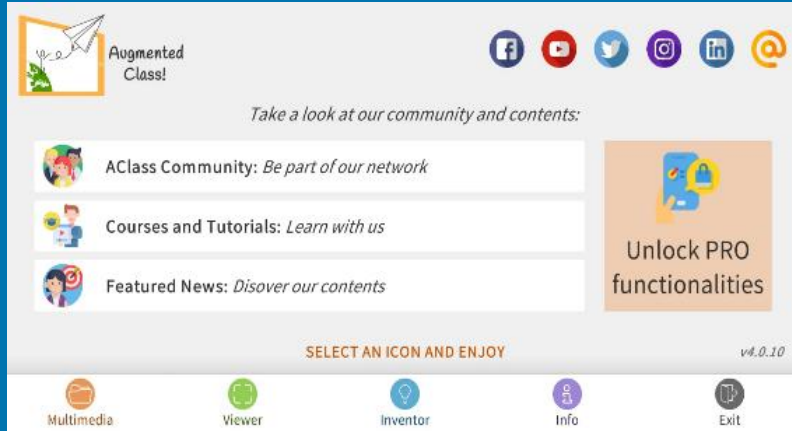 Augmented
Class!
Take a look at our community and contents:
AClass Community: Be part of our network
Courses and Tutorials: Learn with us
Featured News: Disover our contents
Unlock PRO
functionalities
SELECT AN ICON AND ENJOY
v4.0.10
Multimedia
Viewer
Inventor
Info
Exit